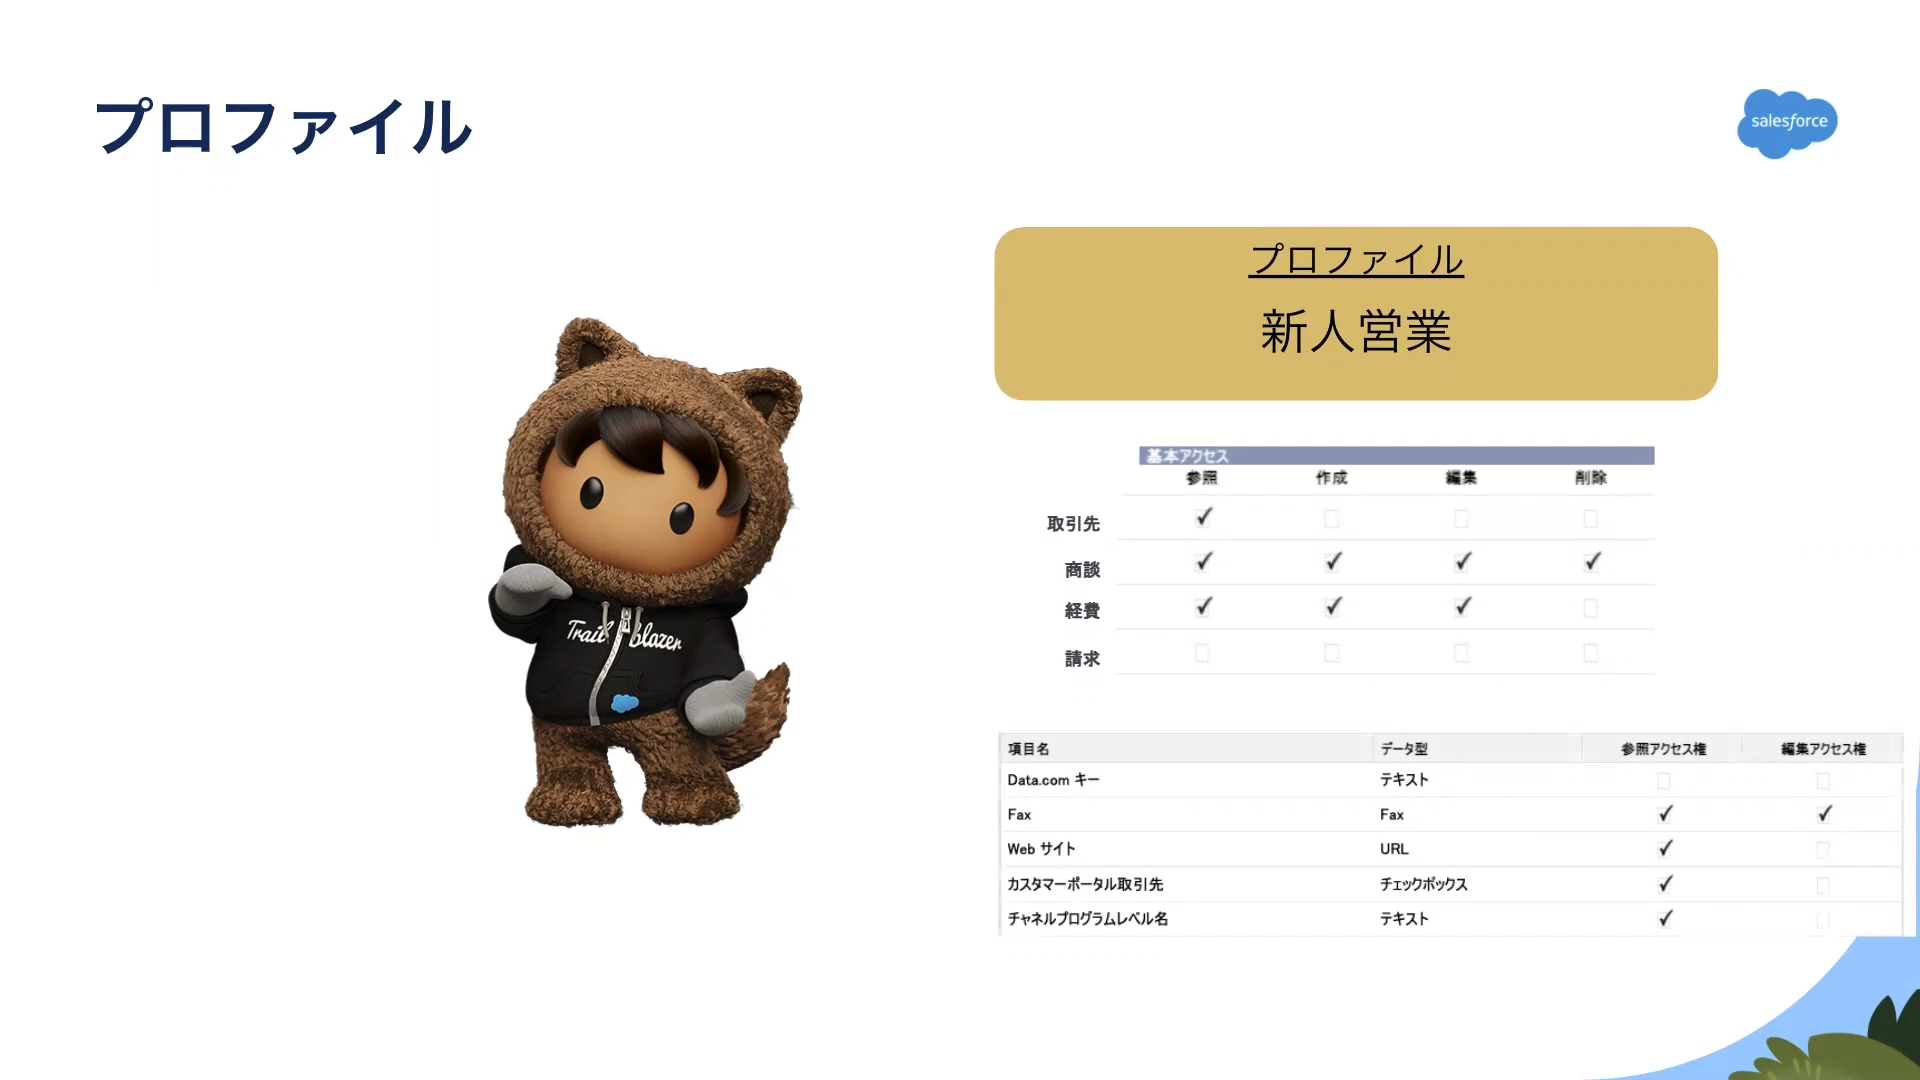 プロファイル
salesforce
プロファイル
新人営業
基本アクセス
参照 作成 編集 削除
取引先 ✓
商談 ✓ ✓ ✓ ✓
経費 ✓ ✓ ✓
請求
Trailblazer
項目名 データ型 参照アクセス権 編集アクセス権
Data.com キー テキスト
Fax Fax ✓ ✓
Web サイト URL ✓
カスタマーポータル取引先 チェックボックス ✓
チャネルプログラムレベル名 テキスト ✓